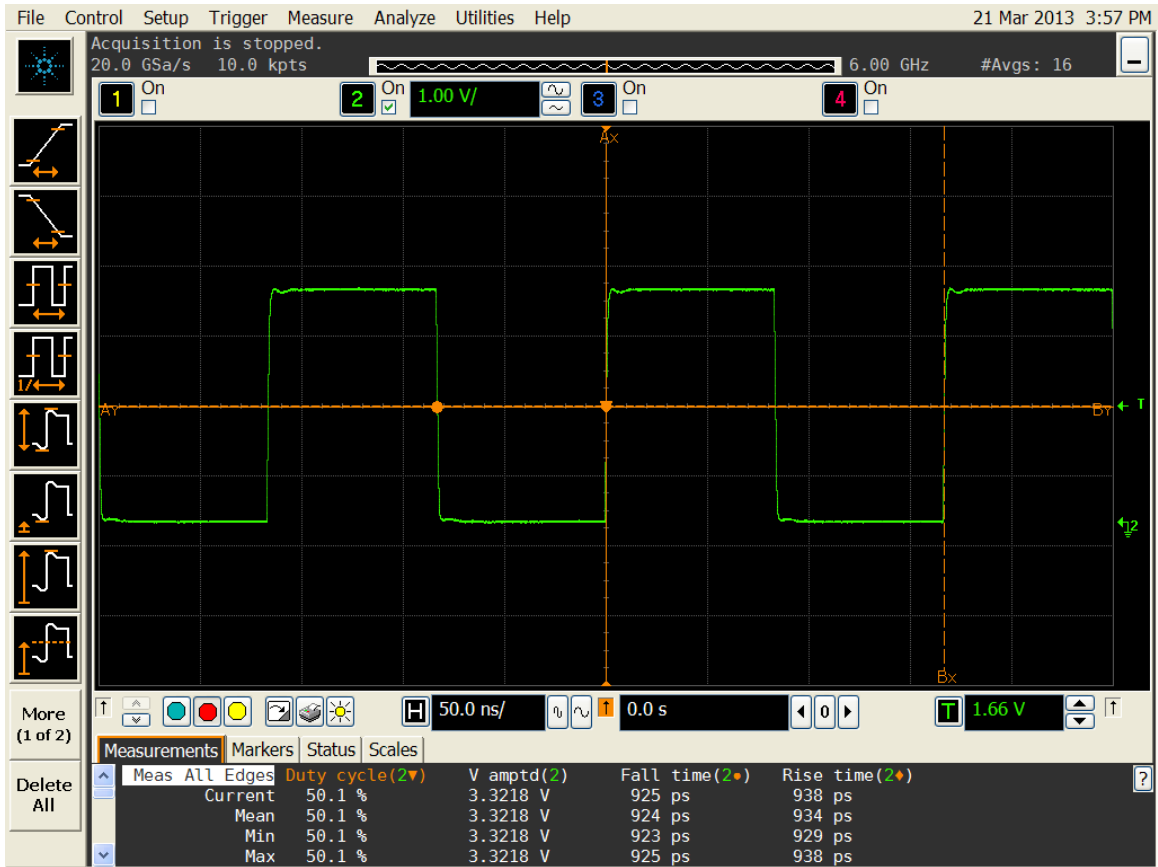 File Control Setup Trigger Measure Analyze Utilities Help 21 Mar 2013 3:57 PM
Acquisition is stopped.
20.0 GSa/s 10.0 kpts 6.00 GHz #Avgs: 16
1 On 2 On 1.00 V/ 3 On 4 On
Ax
AY BY T
2
Bx
1/
More
(1 of 2)
Delete
All
H 50.0 ns/ 0.0 s 0 T 1.66 V
Measurements Markers Status Scales
Meas All Edges Duty cycle(2▼) V amptd(2) Fall time(2●) Rise time(2♦) ?
Current 50.1 % 3.3218 V 925 ps 938 ps
Mean 50.1 % 3.3218 V 924 ps 934 ps
Min 50.1 % 3.3218 V 923 ps 929 ps
Max 50.1 % 3.3218 V 925 ps 938 ps